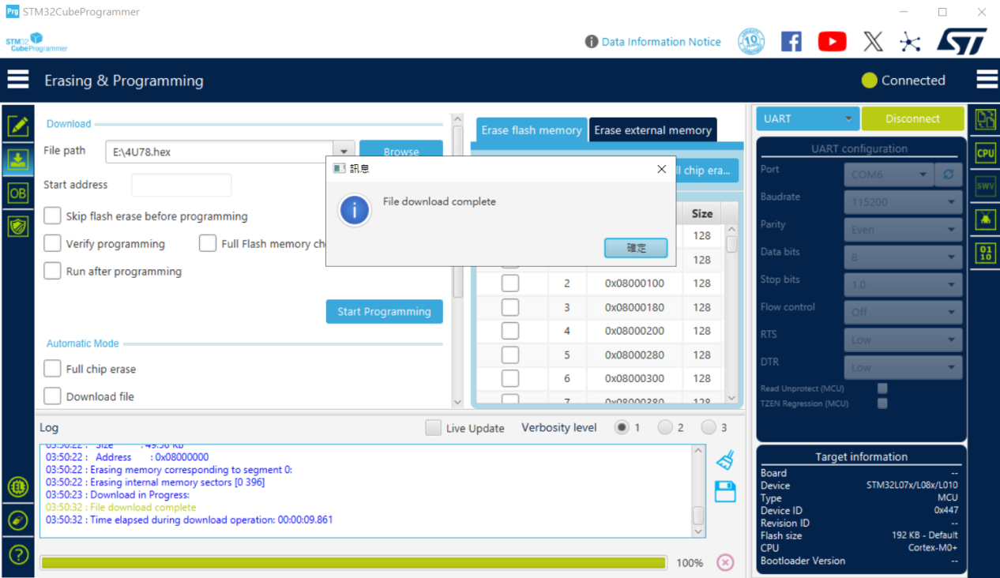 Prg STM32CubeProgrammer
STM32
CubeProgrammer
Data Information Notice
Erasing & Programming
Connected
Download
File path
E:\4U78.hex
Browse
Start address
Skip flash erase before programming
Verify programming
Full Flash memory ch
Run after programming
Start Programming
Automatic Mode
Full chip erase
Download file
Erase flash memory
Erase external memory
ll chip era...
訊息
File download complete
確定
Size
128
128
2 0x08000100 128
3 0x08000180 128
4 0x08000200 128
5 0x08000280 128
6 0x08000300 128
7 0x08000380 128
UART
Disconnect
UART configuration
Port COM6
Baudrate 115200
Parity Even
Data bits 8
Stop bits 1.0
Flow control Off
RTS Low
DTR Low
Read Unprotect (MCU)
TZEN Regression (MCU)
OB
CPU
SWV
01
10
Log
Live Update
Verbosity level
1
2
3
03:50:22 : Size : 49.50 KB
03:50:22 : Address : 0x08000000
03:50:22 : Erasing memory corresponding to segment 0:
03:50:22 : Erasing internal memory sectors [0 396]
03:50:23 : Download in Progress:
03:50:32 : File download complete
03:50:32 : Time elapsed during download operation: 00:00:09.861
100%
Target information
Board --
Device STM32L07x/L08x/L010
Type MCU
Device ID 0x447
Revision ID --
Flash size 192 KB - Default
CPU Cortex-M0+
Bootloader Version --